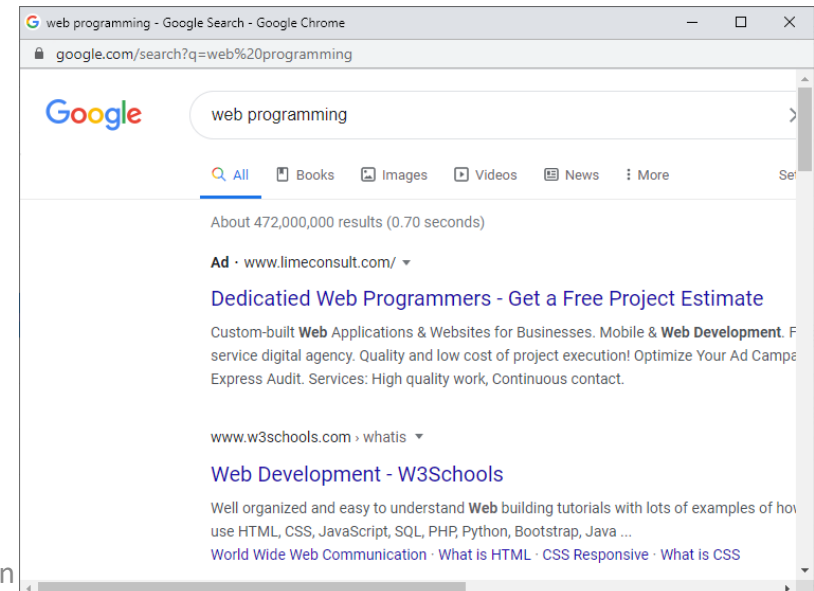 web programming - Google Search - Google Chrome
google.com/search?q=web%20programming
Google
web programming
All Books Images Videos News More Set
About 472,000,000 results (0.70 seconds)
Ad · www.limeconsult.com/
Dedicatied Web Programmers - Get a Free Project Estimate
Custom-built Web Applications & Websites for Businesses. Mobile & Web Development. F
service digital agency. Quality and low cost of project execution! Optimize Your Ad Campa
Express Audit. Services: High quality work, Continuous contact.
www.w3schools.com › whatis
Web Development - W3Schools
Well organized and easy to understand Web building tutorials with lots of examples of how
use HTML, CSS, JavaScript, SQL, PHP, Python, Bootstrap, Java ...
World Wide Web Communication · What is HTML · CSS Responsive · What is CSS
n